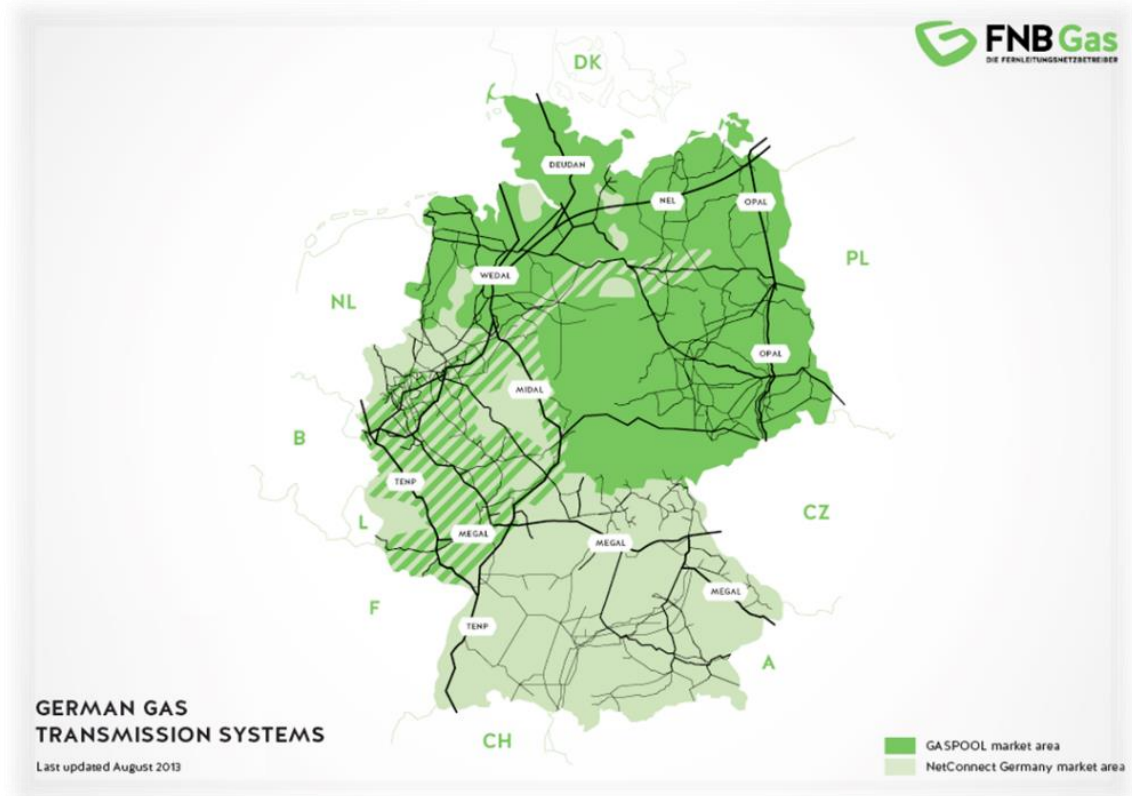 FNB Gas
DIE FERNLEITUNGSNETZBETREIBER
DK
DEUDAN
NEL
OPAL
PL
WEDAL
NL
OPAL
MIDAL
B
TENP
CZ
L
MEGAL
MEGAL
MEGAL
F
TENP
A
CH
GERMAN GAS
TRANSMISSION SYSTEMS
Last updated August 2013
GASPOOL market area
NetConnect Germany market area